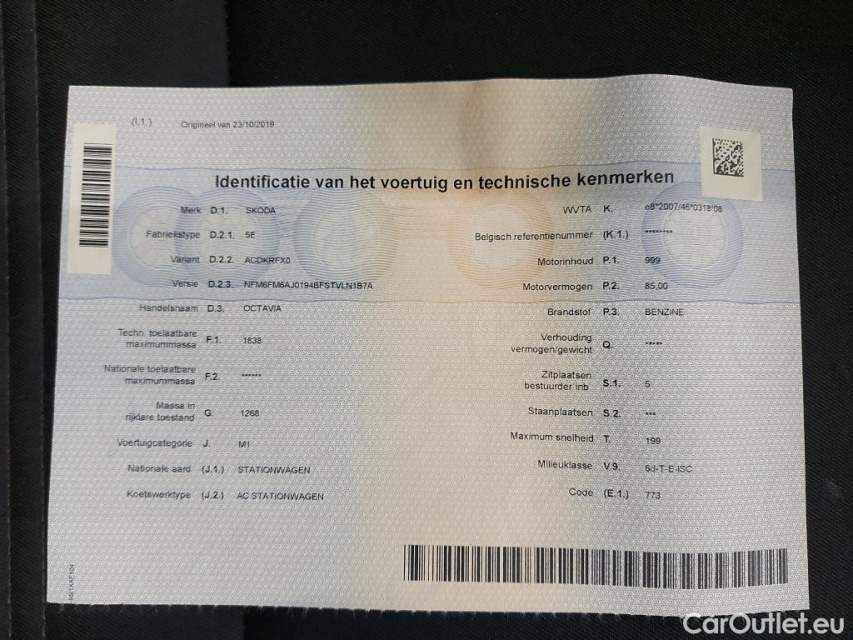 (I.1.) Origineel van 23/10/2019
Identificatie van het voertuig en technische kenmerken
Merk D.1. SKODA
Fabriekstype D.2.1. 5E
Variant D.2.2. ACDKRFX0
Versie D.2.3. NFM6FM6AJ0194BFSTVLN1B7A
Handelsnaam D.3. OCTAVIA
Techn. toelaatbare
maximummassa F.1. 1838
Nationale toelaatbare
maximummassa F.2. ******
Massa in
rijklare toestand G. 1268
Voertuigcategorie J. M1
Nationale aard (J.1.) STATIONWAGEN
Koetswerktype (J.2.) AC STATIONWAGEN
WVTA K. e8*2007/46*0318*08
Belgisch referentienummer (K.1.) ********
Motorinhoud P.1. 999
Motorvermogen P.2. 85,00
Brandstof P.3. BENZINE
Verhouding
vermogen/gewicht Q. *****
Zitplaatsen
bestuurder inb S.1. 5
Staanplaatsen S.2. ***
Maximum snelheid T. 199
Milieuklasse V.9. 6d-T-E-ISC
Code (E.1.) 773
CarOutlet.eu